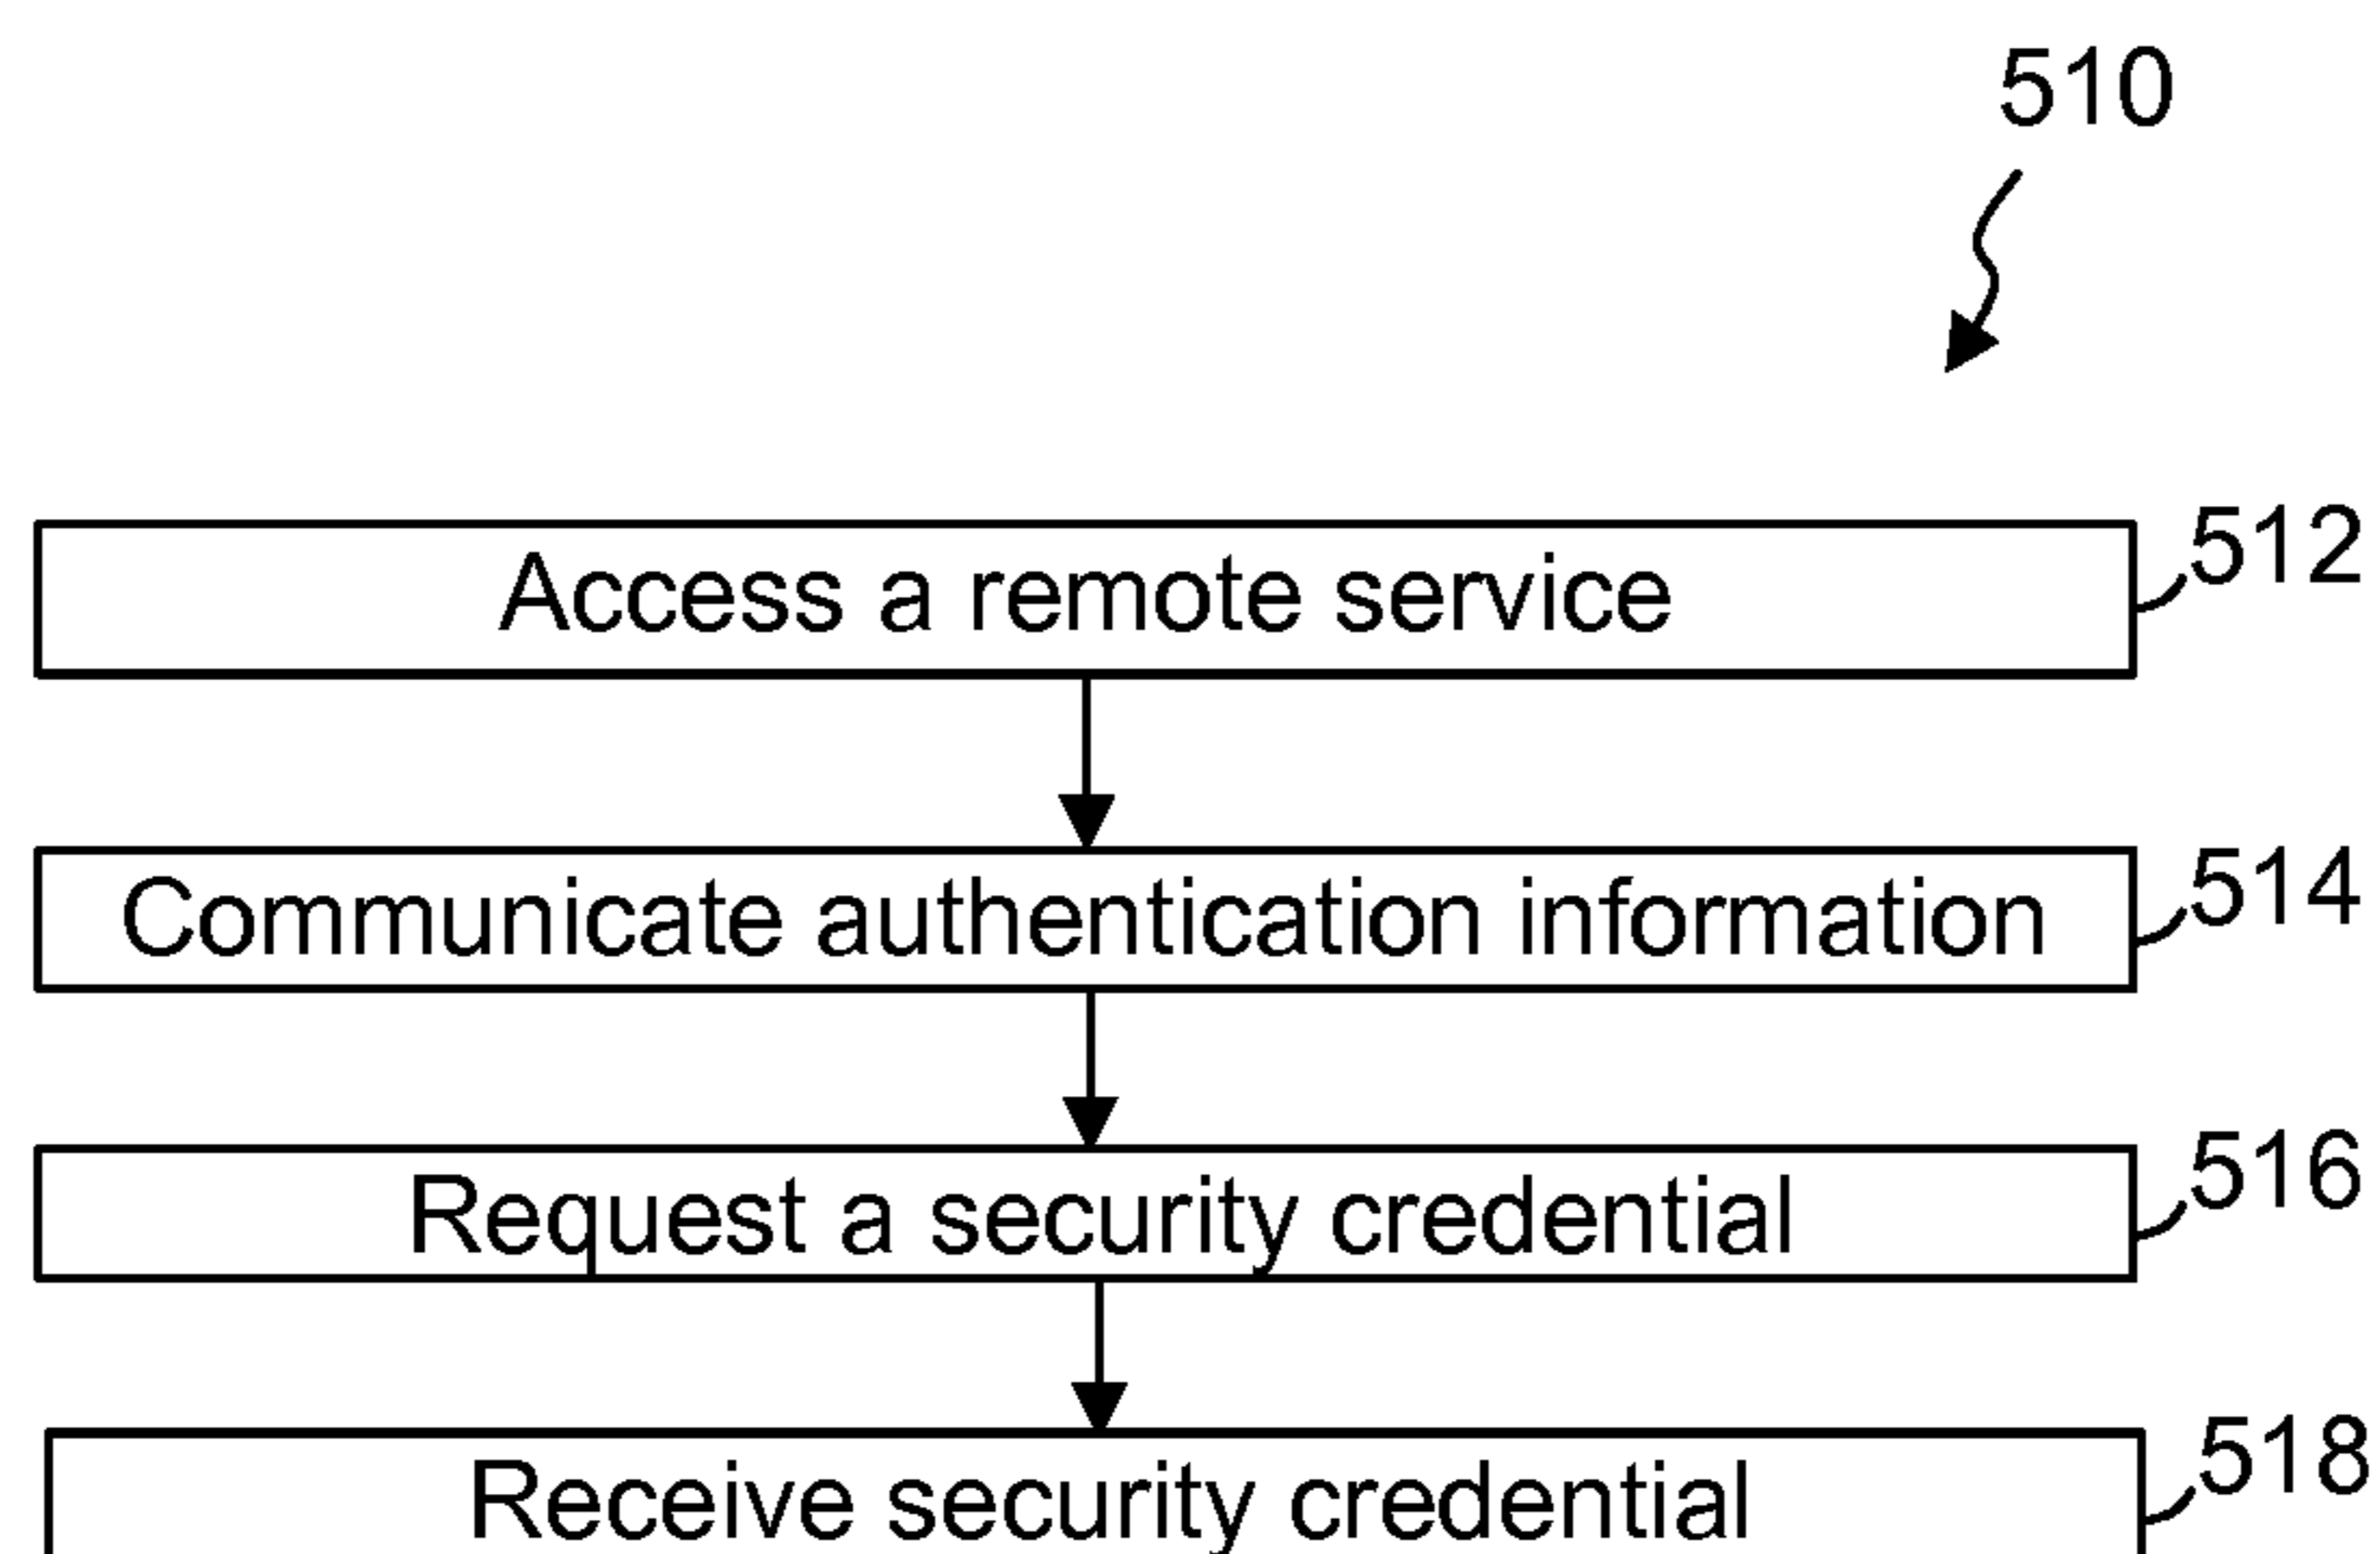 510
Access a remote service
512
Communicate authentication information
514
Request a security credential
516
Receive security credential
518